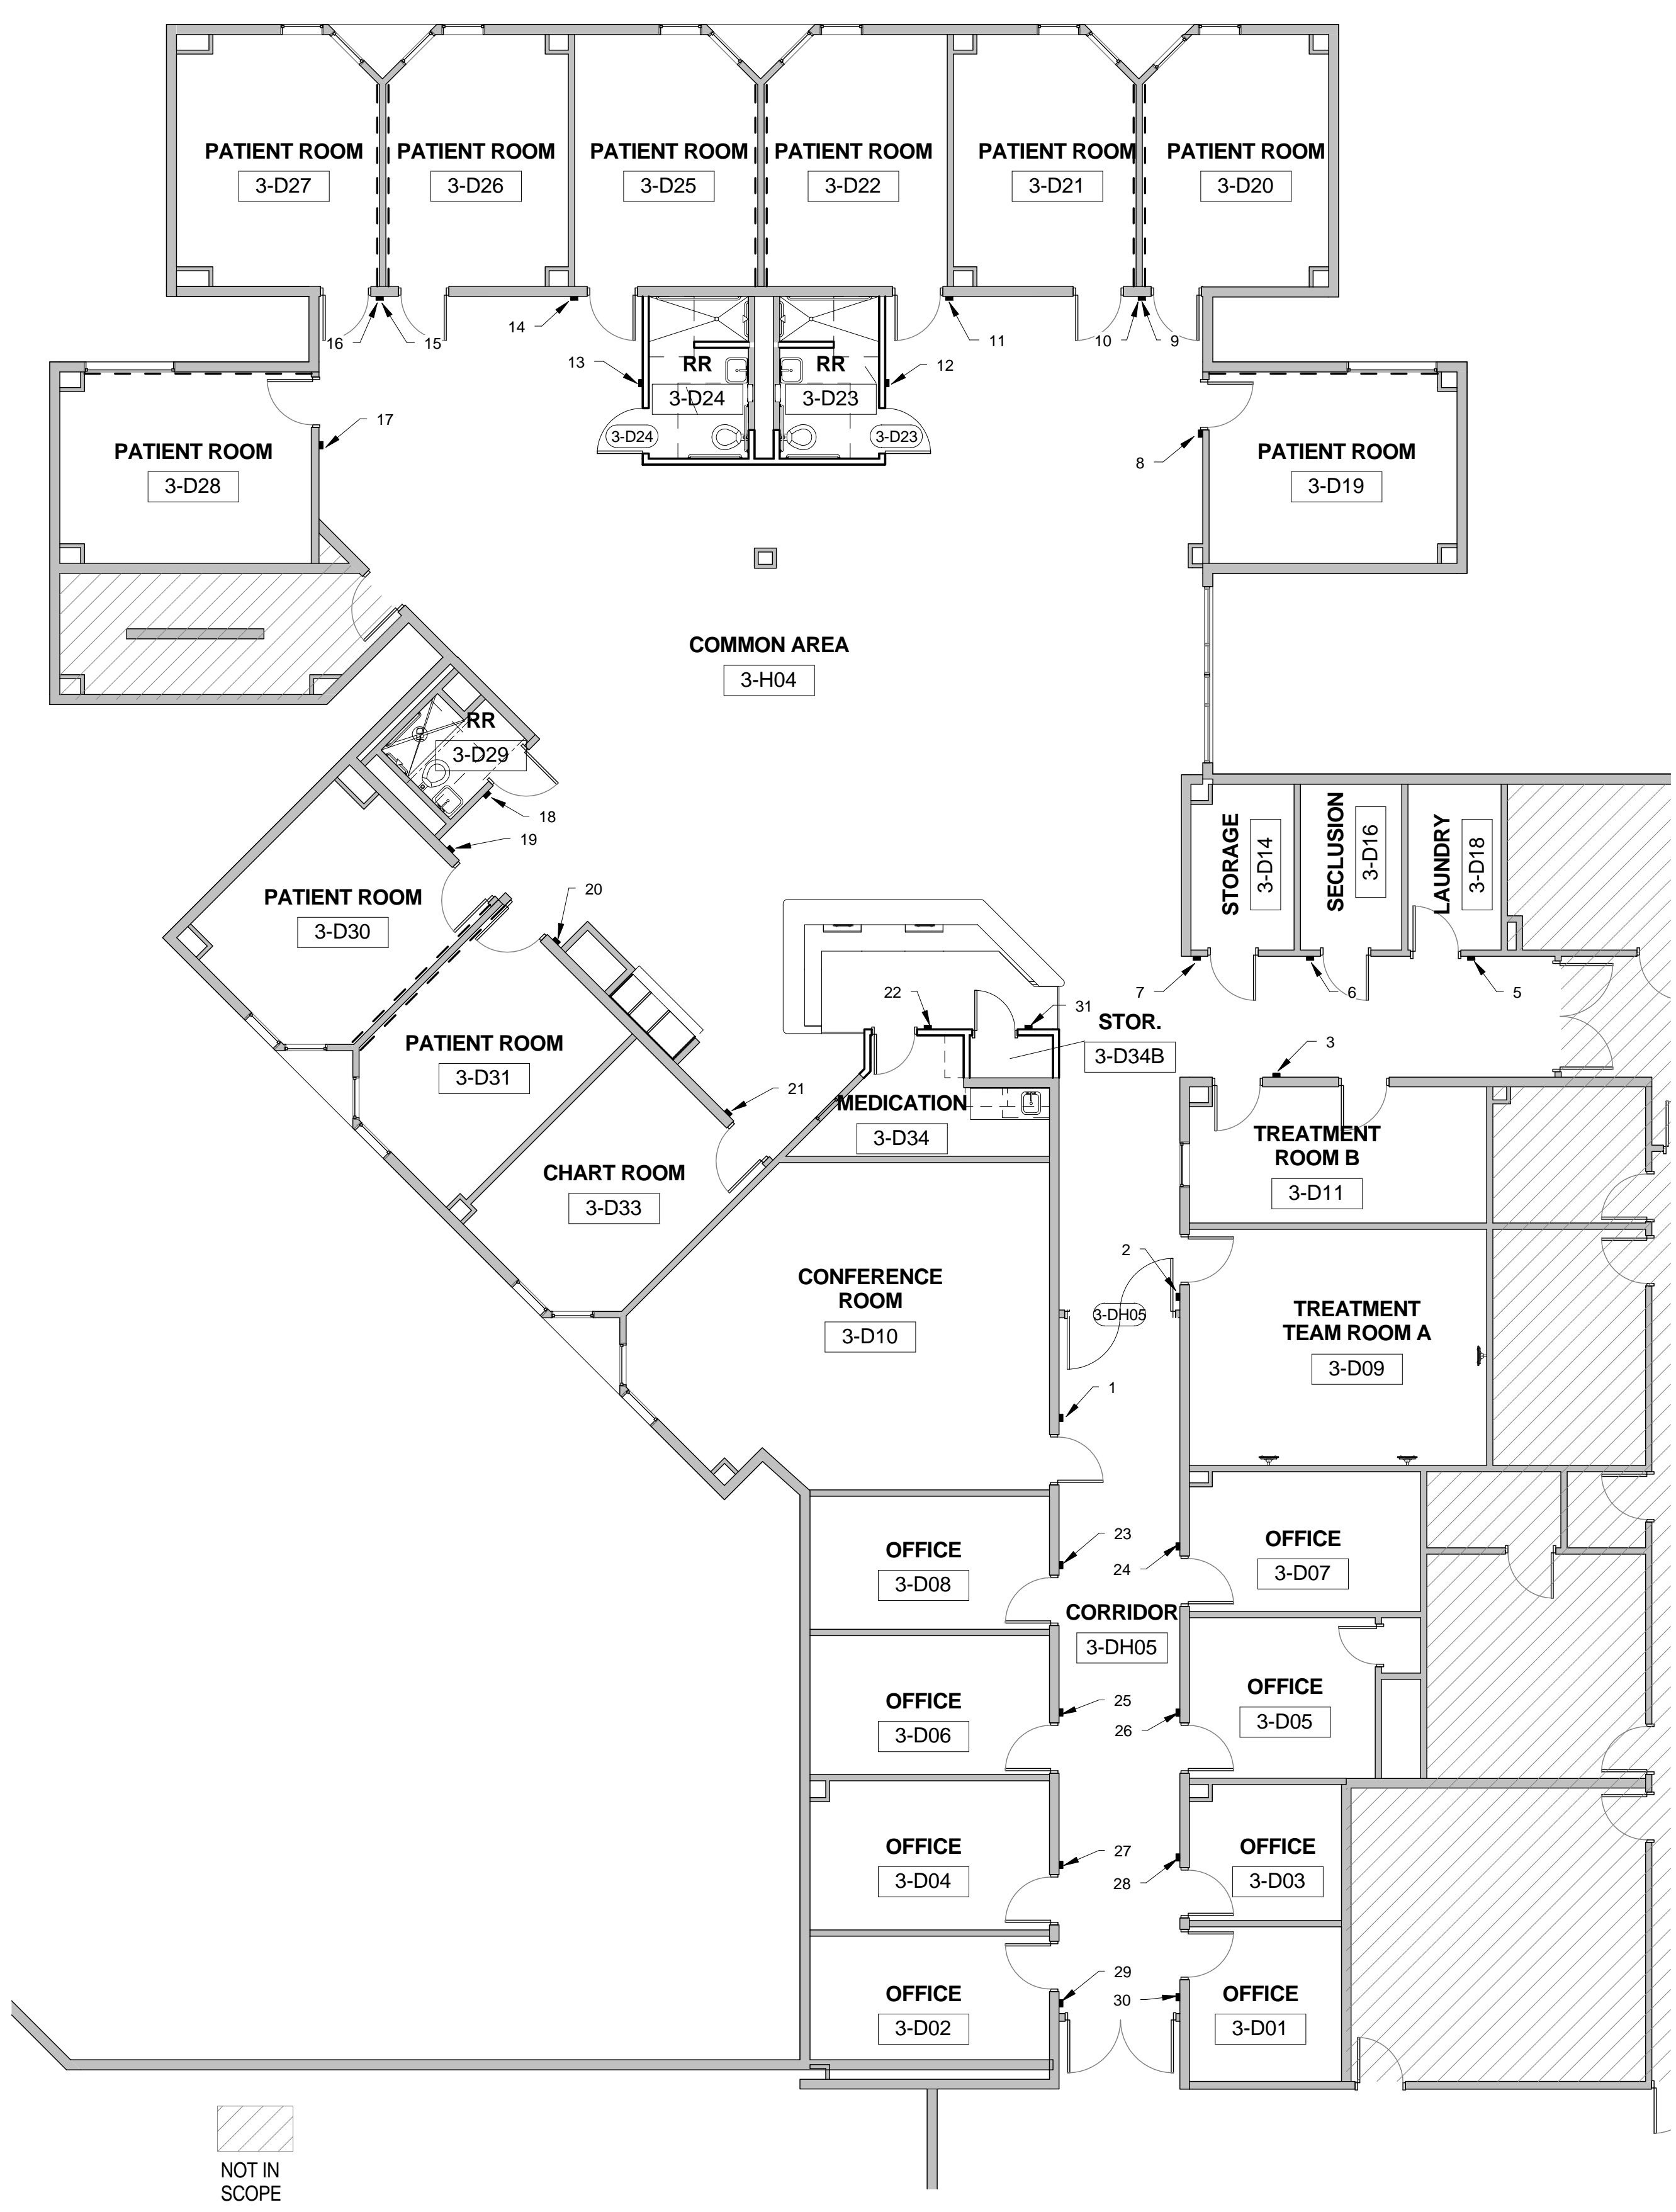 PATIENT ROOM
3-D27
PATIENT ROOM
3-D26
PATIENT ROOM
3-D25
PATIENT ROOM
3-D22
PATIENT ROOM
3-D21
PATIENT ROOM
3-D20
16
15
14
13
RR
3-D24
3-D24
RR
3-D23
3-D23
12
11
10
9
17
PATIENT ROOM
3-D28
8
PATIENT ROOM
3-D19
COMMON AREA
3-H04
RR
3-D29
18
19
20
PATIENT ROOM
3-D30
STORAGE
3-D14
SECLUSION
3-D16
LAUNDRY
3-D18
7
6
5
22
31
STOR.
3-D34B
3
PATIENT ROOM
3-D31
21
MEDICATION
3-D34
TREATMENT
ROOM B
3-D11
CHART ROOM
3-D33
CONFERENCE
ROOM
3-D10
2
3-DH05
TREATMENT
TEAM ROOM A
3-D09
1
OFFICE
3-D08
23
24
OFFICE
3-D07
CORRIDOR
3-DH05
OFFICE
3-D06
25
26
OFFICE
3-D05
OFFICE
3-D04
27
28
OFFICE
3-D03
OFFICE
3-D02
29
30
OFFICE
3-D01
NOT IN
SCOPE